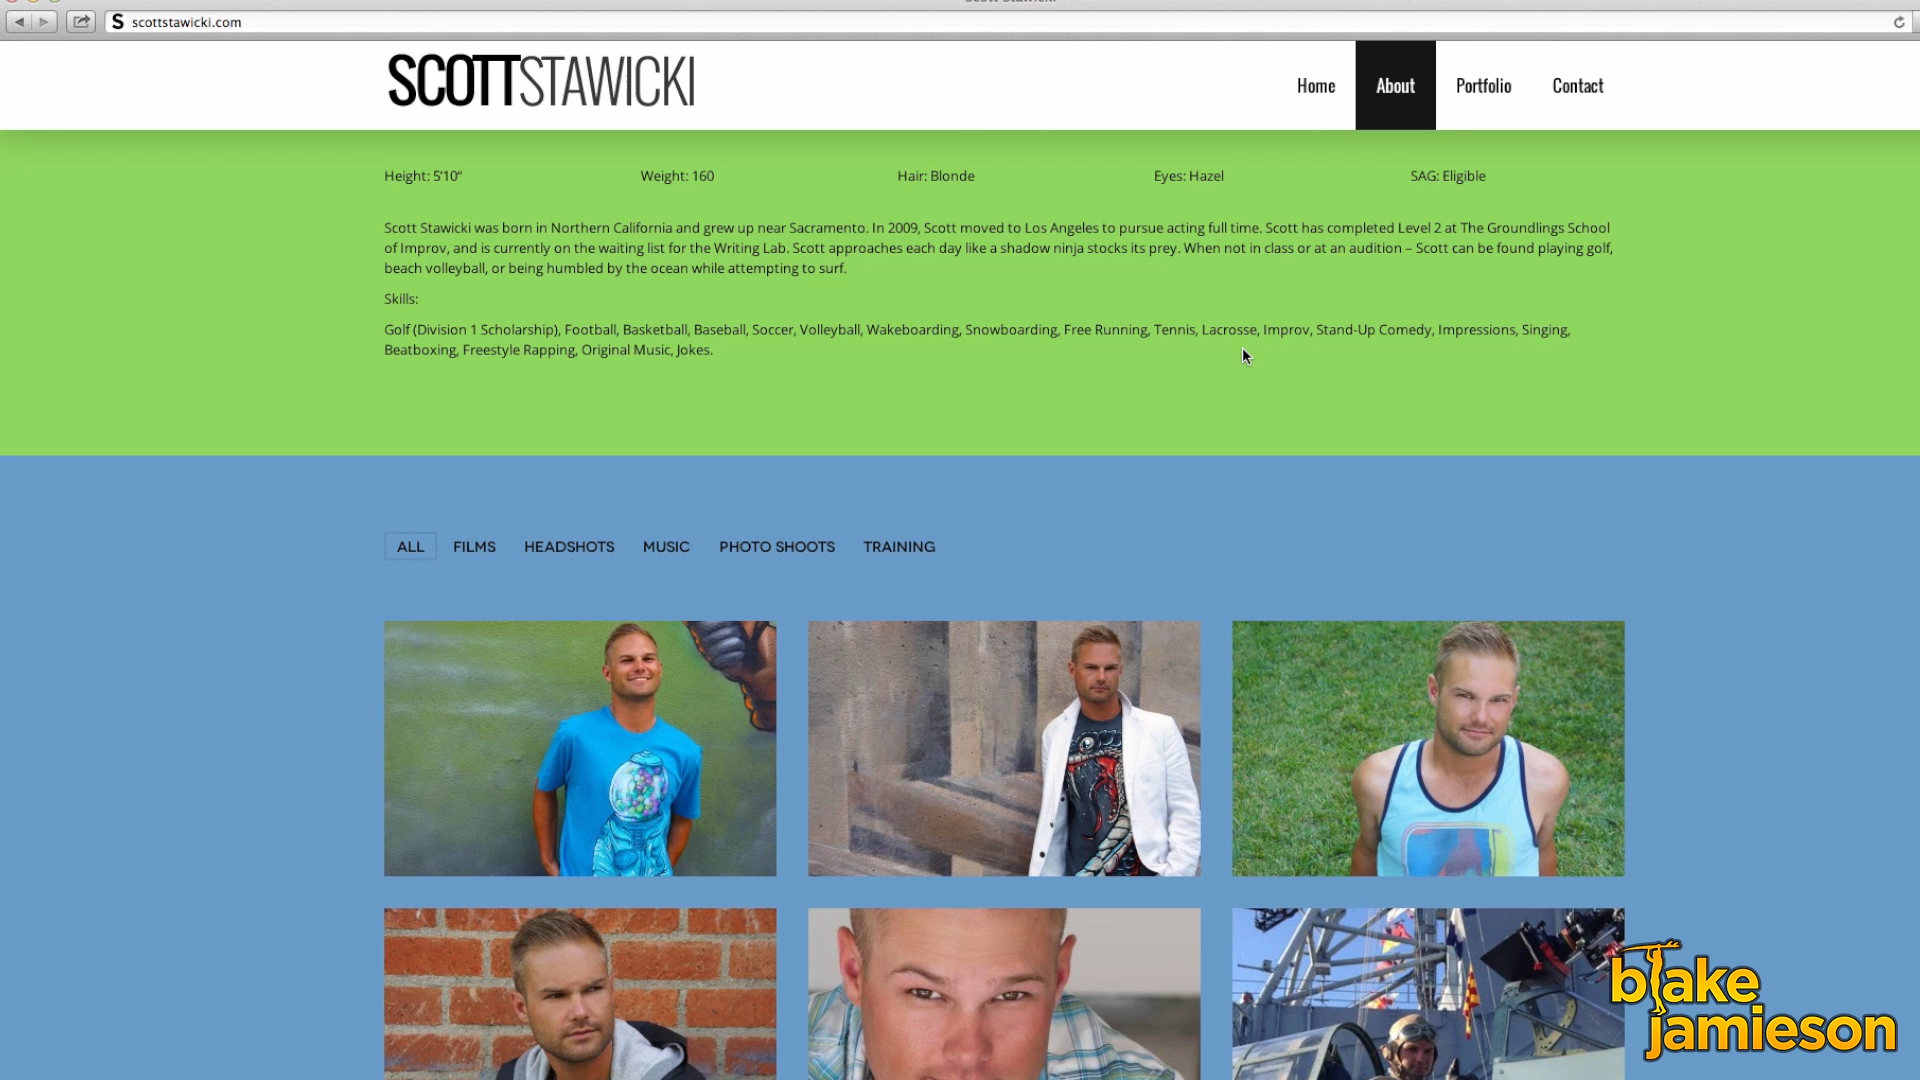 scottstawicki.com
SCOTTSTAWICKI
Home
About
Portfolio
Contact
Height: 5'10"
Weight: 160
Hair: Blonde
Eyes: Hazel
SAG: Eligible
Scott Stawicki was born in Northern California and grew up near Sacramento. In 2009, Scott moved to Los Angeles to pursue acting full time. Scott has completed Level 2 at The Groundlings School
of Improv, and is currently on the waiting list for the Writing Lab. Scott approaches each day like a shadow ninja stocks its prey. When not in class or at an audition – Scott can be found playing golf,
beach volleyball, or being humbled by the ocean while attempting to surf.
Skills:
Golf (Division 1 Scholarship), Football, Basketball, Baseball, Soccer, Volleyball, Wakeboarding, Snowboarding, Free Running, Tennis, Lacrosse, Improv, Stand-Up Comedy, Impressions, Singing,
Beatboxing, Freestyle Rapping, Original Music, Jokes.
ALL
FILMS
HEADSHOTS
MUSIC
PHOTO SHOOTS
TRAINING
blake
jamieson